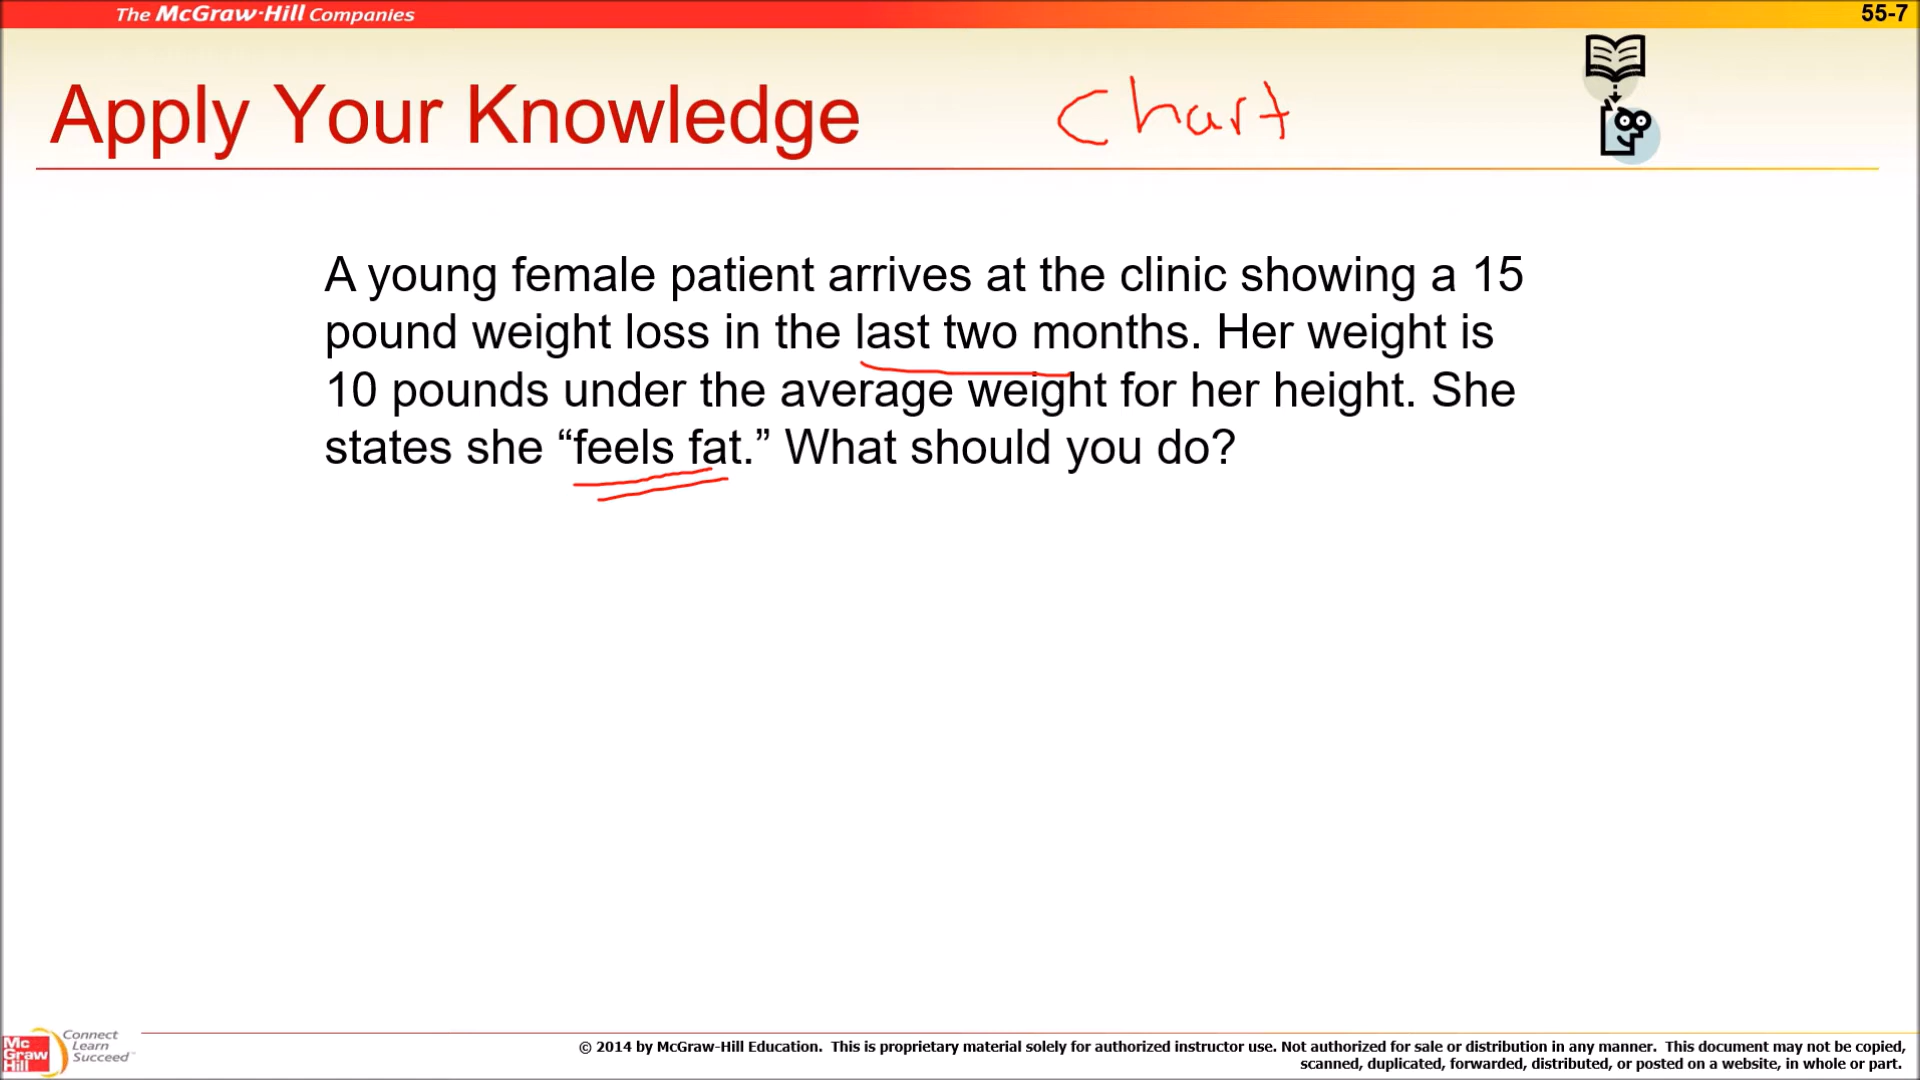 The McGraw-Hill Companies
55-7
Apply Your Knowledge
Chart
A young female patient arrives at the clinic showing a 15
pound weight loss in the last two months. Her weight is
10 pounds under the average weight for her height. She
states she “feels fat.” What should you do?
Mc
Graw
Hill
Connect
Learn
Succeed™
© 2014 by McGraw-Hill Education. This is proprietary material solely for authorized instructor use. Not authorized for sale or distribution in any manner. This document may not be copied,
scanned, duplicated, forwarded, distributed, or posted on a website, in whole or part.